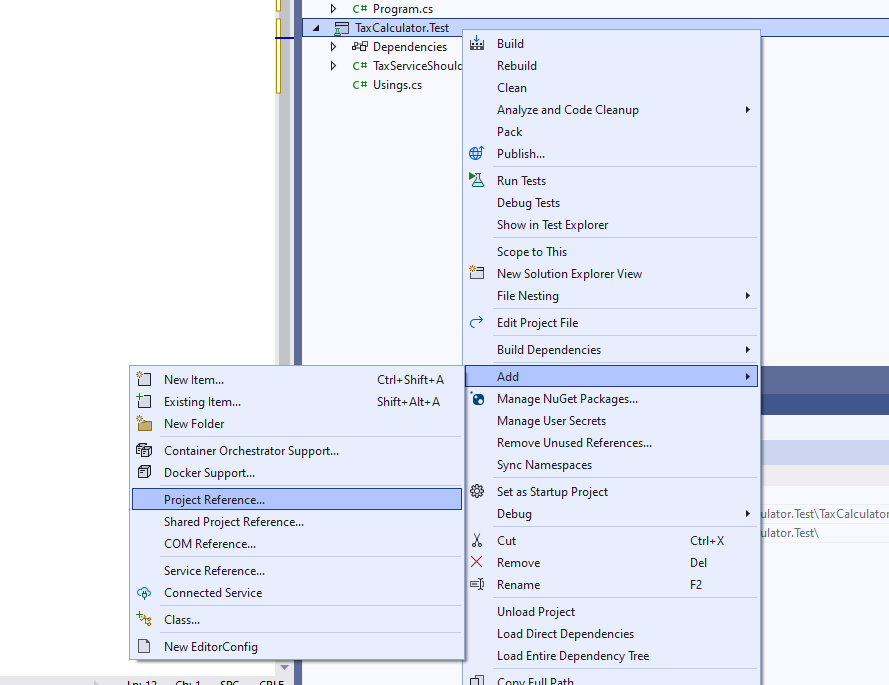 C# Program.cs
TaxCalculator.Test
Dependencies
C# TaxServiceShould
C# Usings.cs
Build
Rebuild
Clean
Analyze and Code Cleanup
Pack
Publish...
Run Tests
Debug Tests
Show in Test Explorer
Scope to This
New Solution Explorer View
File Nesting
Edit Project File
Build Dependencies
Add
Manage NuGet Packages...
Manage User Secrets
Remove Unused References...
Sync Namespaces
Set as Startup Project
Debug
Cut Ctrl+X
Remove Del
Rename F2
Unload Project
Load Direct Dependencies
Load Entire Dependency Tree
Copy Full Path
New Item... Ctrl+Shift+A
Existing Item... Shift+Alt+A
New Folder
Container Orchestrator Support...
Docker Support...
Project Reference...
Shared Project Reference...
COM Reference...
Service Reference...
Connected Service
Class...
New EditorConfig
ulator.Test\TaxCalculator
ulator.Test\
Ln: 12 Ch: 1 SPC CRLF